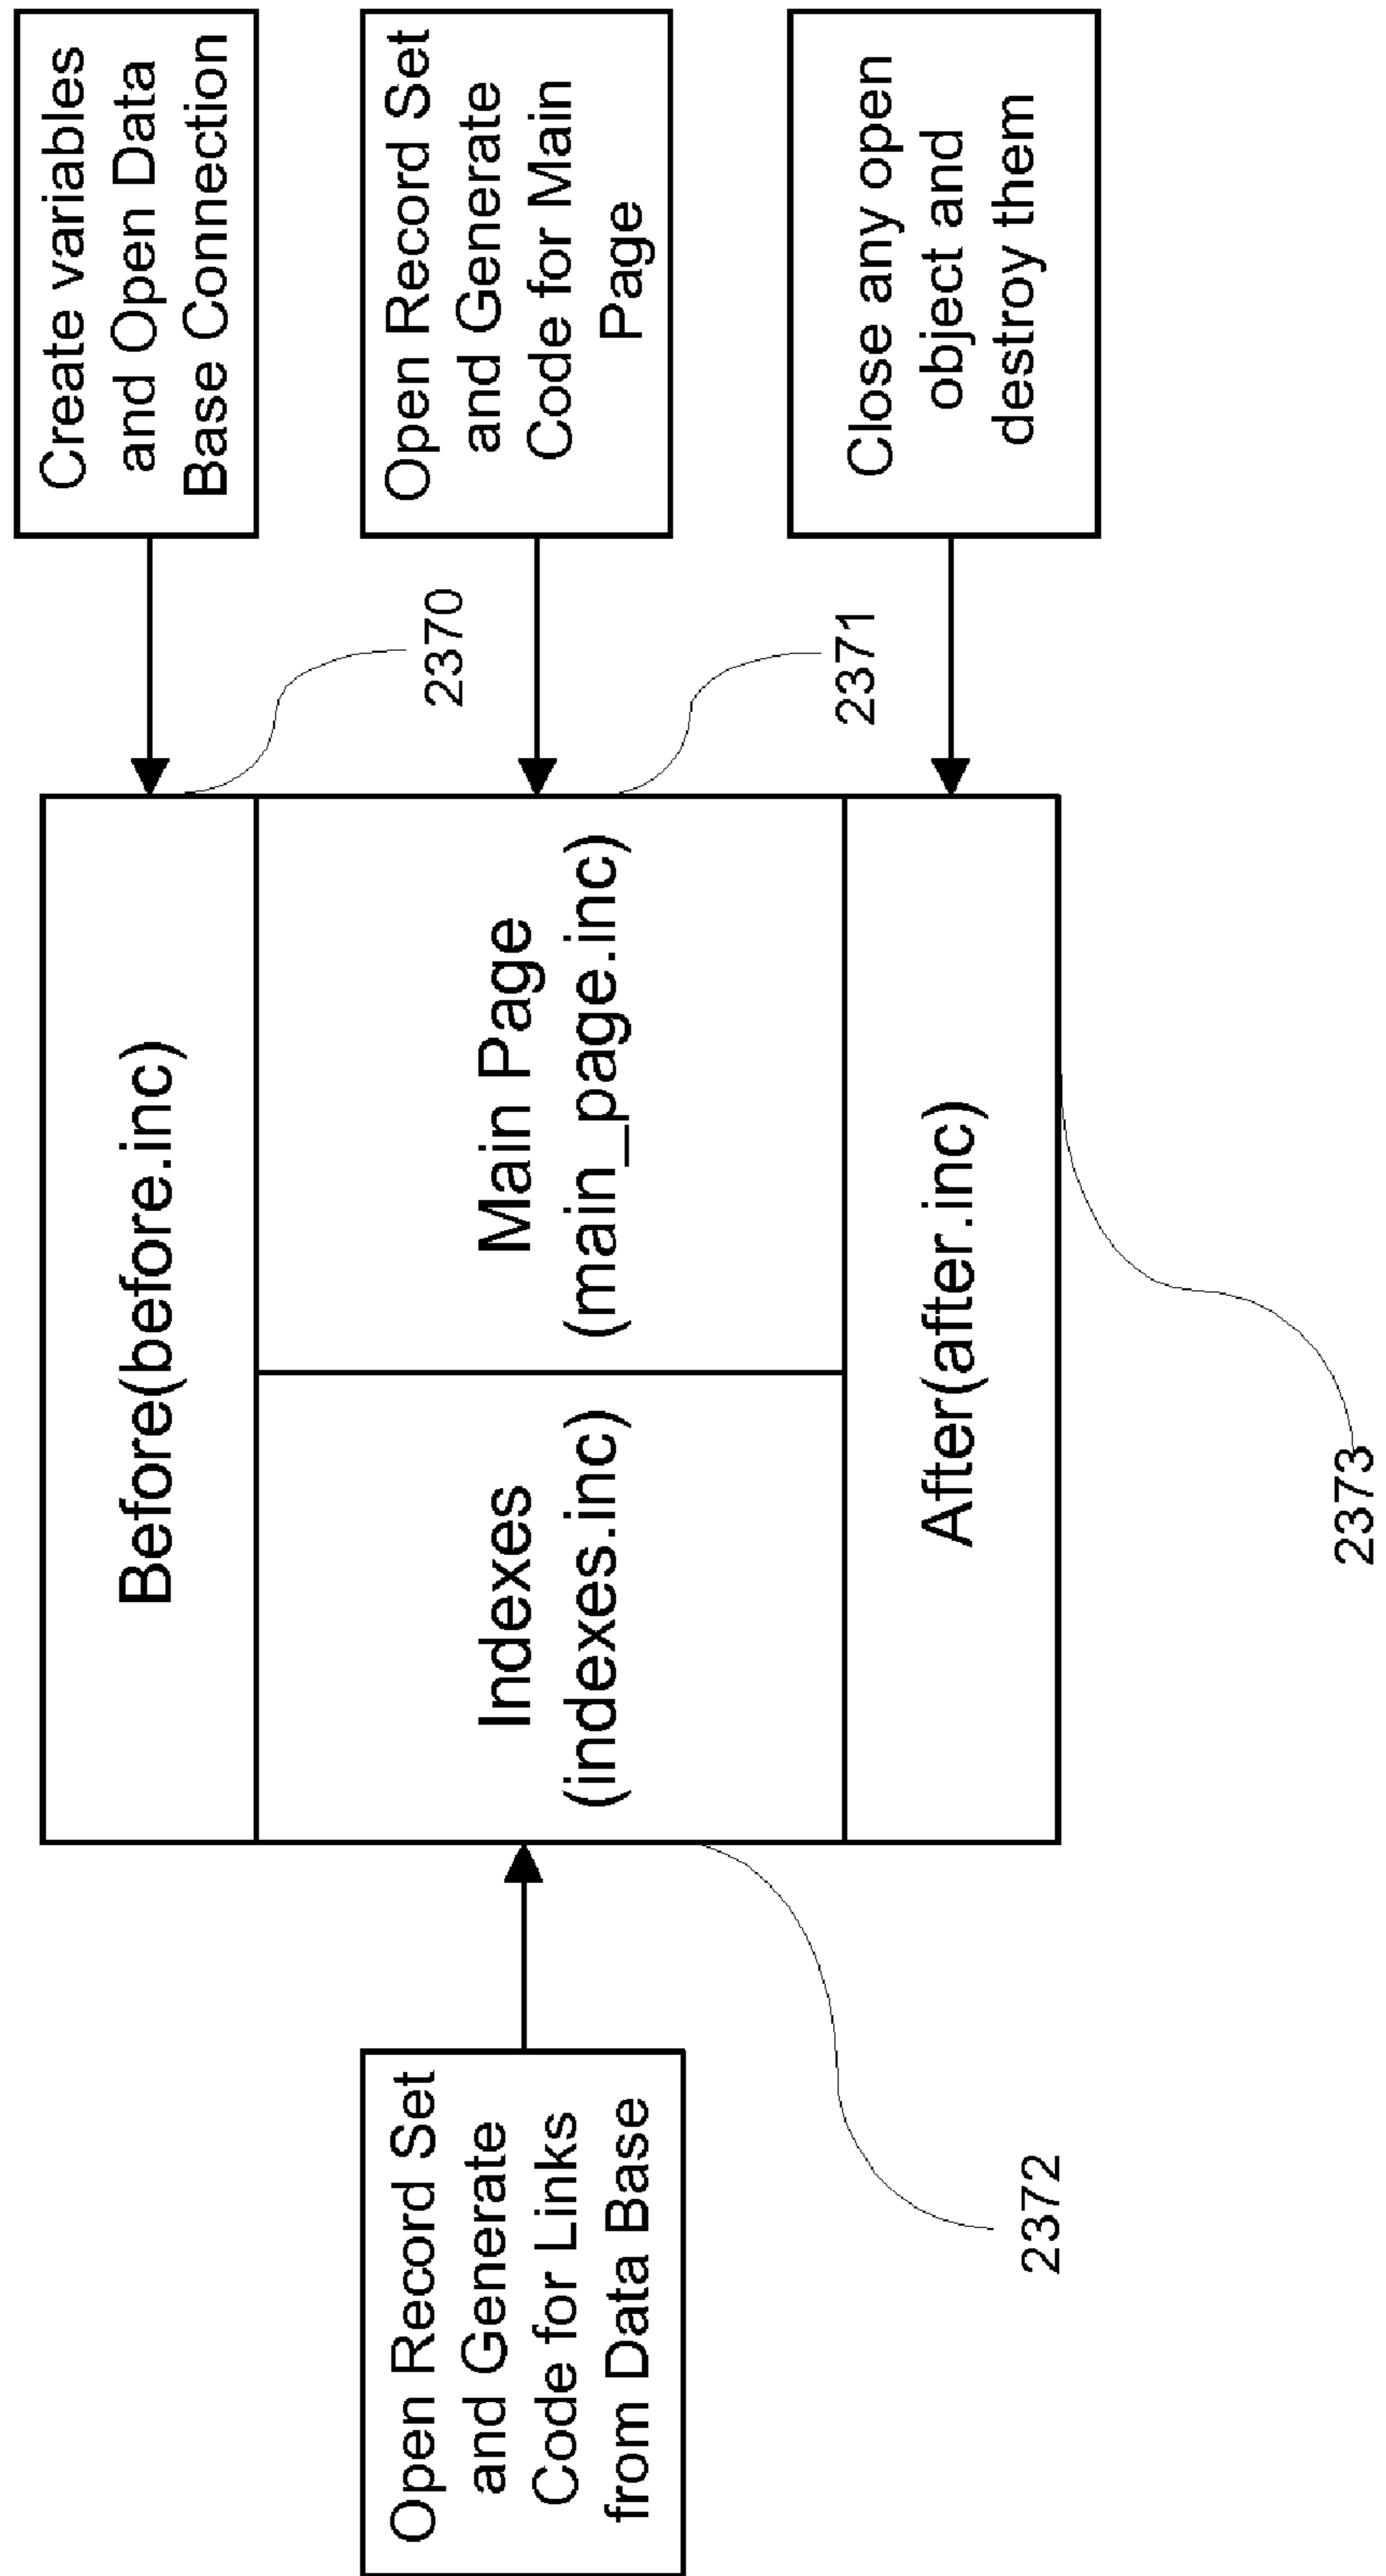 Create variables
and Open Data
Base Connection
Before(before.inc)
2370
Open Record Set
and Generate
Code for Links
from Data Base
Indexes
(indexes.inc)
Main Page
(main_page.inc)
Open Record Set
and Generate
Code for Main
Page
2371
After(after.inc)
Close any open
object and
destroy them
2372
2373